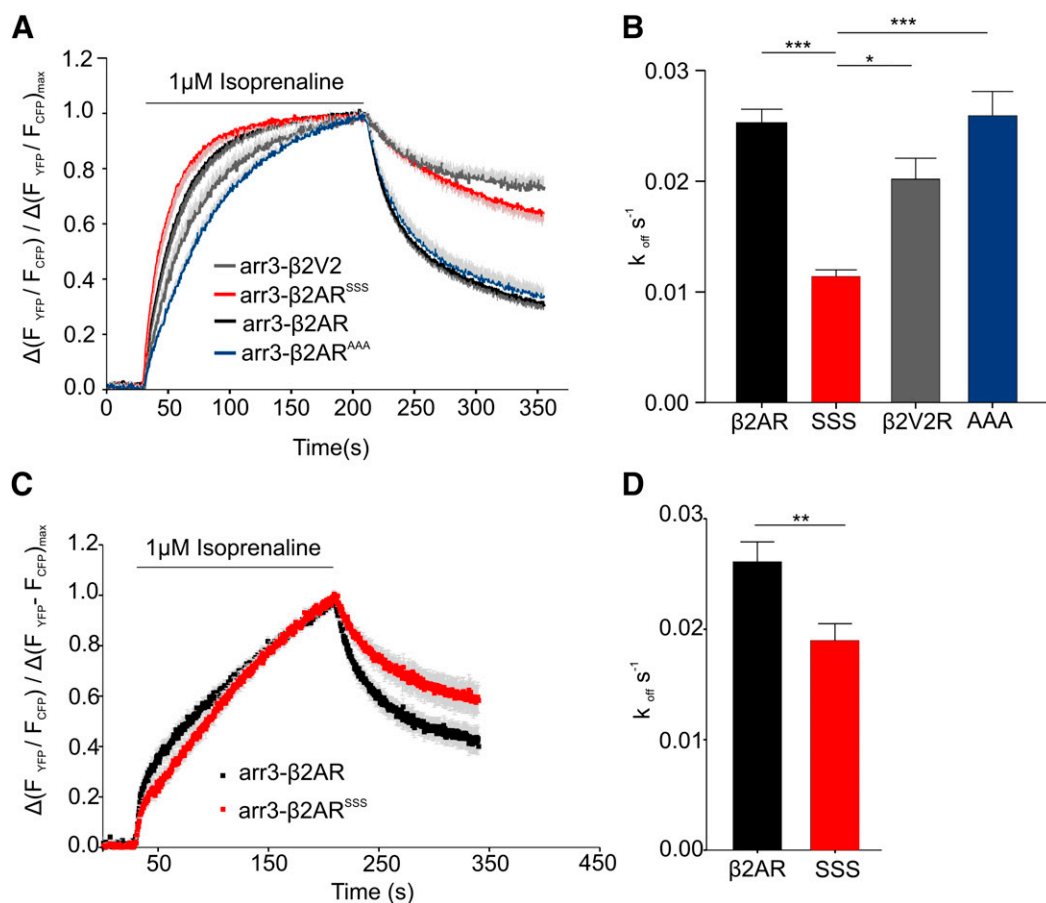 A
Δ(F YFP / F CFP) / Δ(F YFP / F CFP)max
1.2
1.0
0.8
0.6
0.4
0.2
0.0
1µM Isoprenaline
arr3-β2V2
arr3-β2AR^SSS
arr3-β2AR
arr3-β2AR^AAA
0 50 100 150 200 250 300 350
Time(s)
B
k off s⁻¹
0.03
0.02
0.01
0.00
***
*
***
β2AR SSS β2V2R AAA
C
Δ(F YFP / F CFP) / Δ(F YFP - F CFP)max
1.2
1.0
0.8
0.6
0.4
0.2
0.0
1µM Isoprenaline
arr3-β2AR
arr3-β2AR^SSS
50 150 250 350 450
Time (s)
D
k off s⁻¹
0.03
0.02
0.01
0.00
**
β2AR SSS